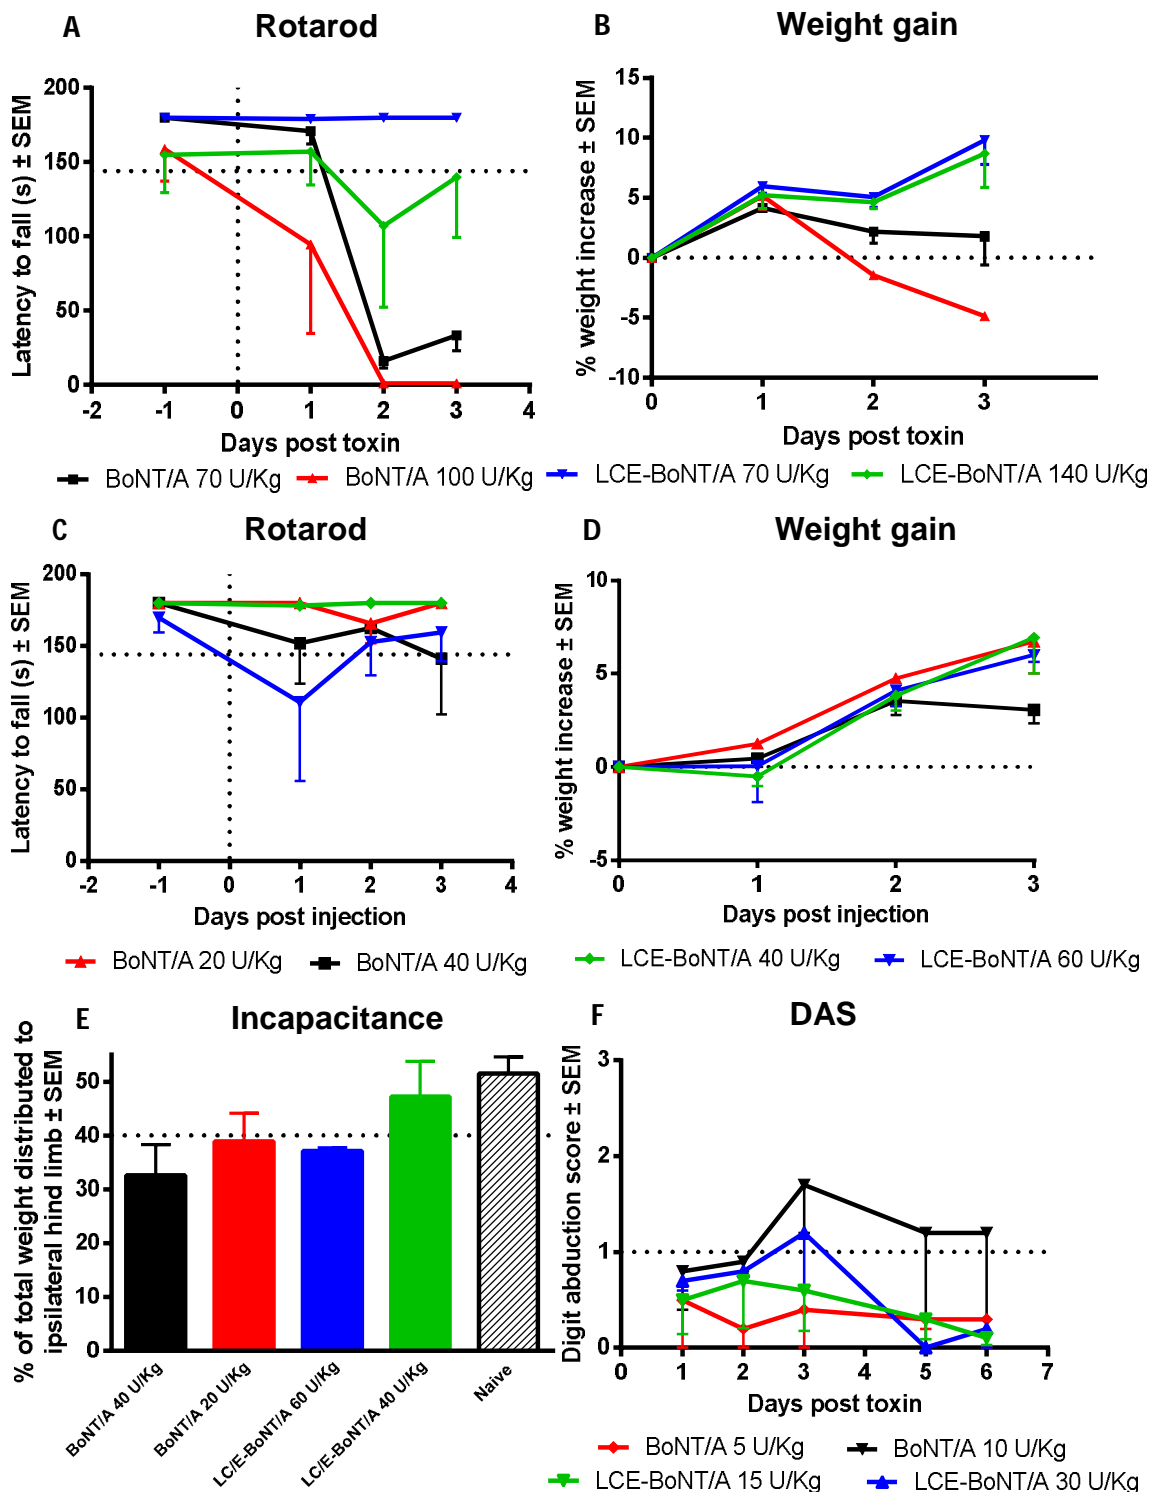 A Rotarod
Latency to fall (s) ± SEM
200
150
100
50
0
-2 -1 0 1 2 3 4
Days post toxin
B Weight gain
% weight increase ± SEM
15
10
5
0
-5
-10
0 1 2 3
Days post toxin
BoNT/A 70 U/Kg BoNT/A 100 U/Kg LCE-BoNT/A 70 U/Kg LCE-BoNT/A 140 U/Kg
C Rotarod
Latency to fall (s) ± SEM
200
150
100
50
0
-2 -1 0 1 2 3 4
Days post injection
BoNT/A 20 U/Kg BoNT/A 40 U/Kg
D Weight gain
% weight increase ± SEM
10
5
0
-5
0 1 2 3
Days post injection
LCE-BoNT/A 40 U/Kg LCE-BoNT/A 60 U/Kg
E Incapacitance
% of total weight distributed to
ipsilateral hind limb ± SEM
50
40
30
20
10
0
BoNT/A 40 U/Kg
BoNT/A 20 U/Kg
LC/E-BoNT/A 60 U/Kg
LC/E-BoNT/A 40 U/Kg
Naive
F DAS
Digit abduction score ± SEM
3
2
1
0
0 1 2 3 4 5 6 7
Days post toxin
BoNT/A 5 U/Kg BoNT/A 10 U/Kg
LCE-BoNT/A 15 U/Kg LCE-BoNT/A 30 U/Kg